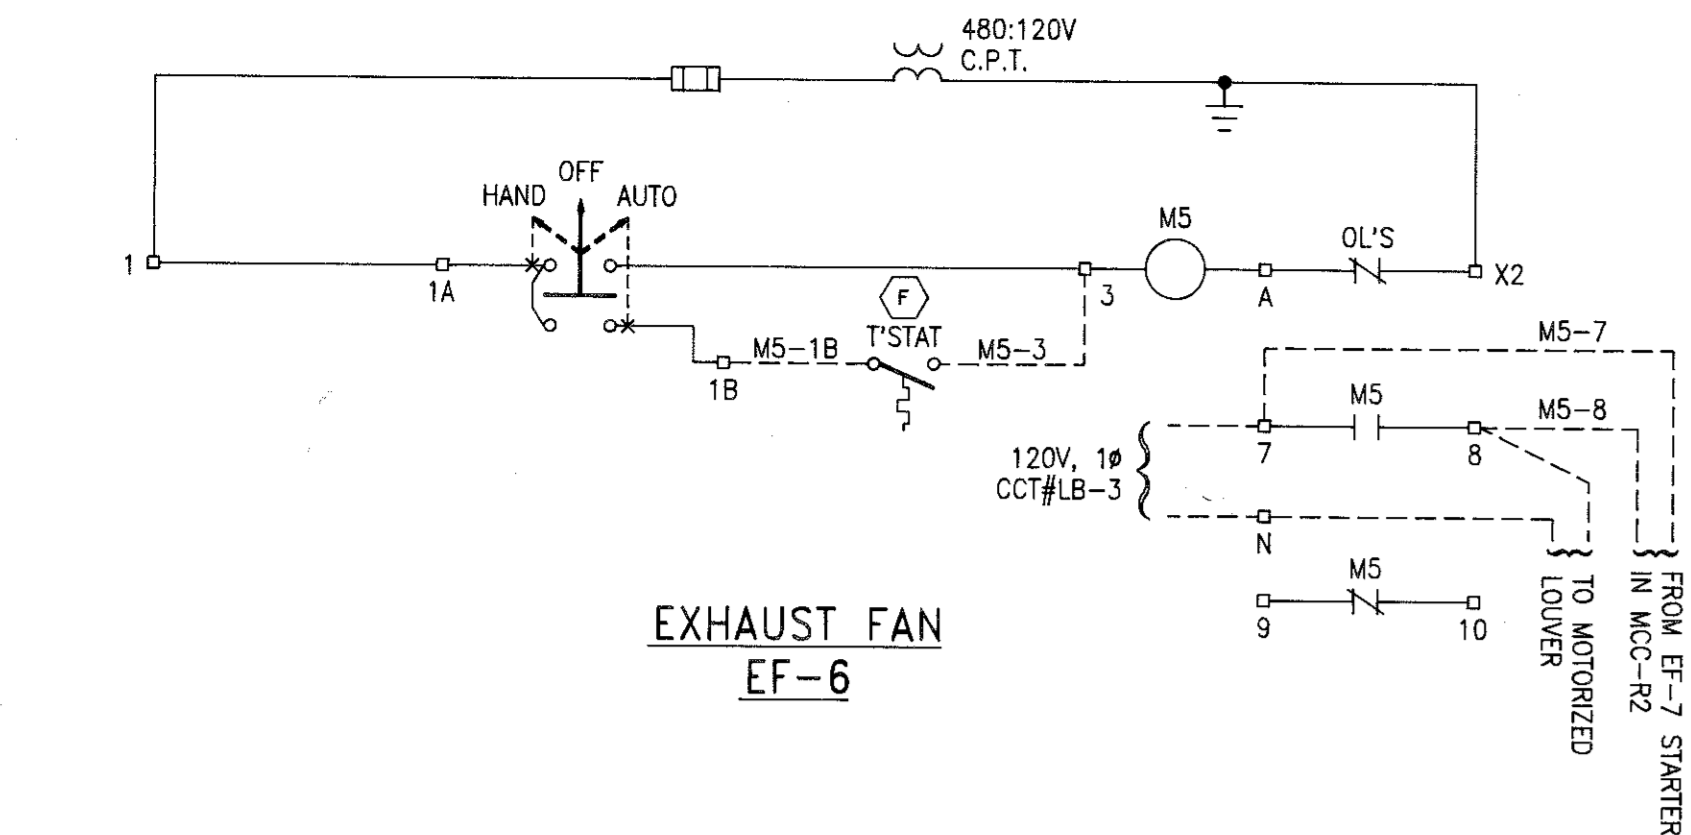 480:120V
C.P.T.
OFF
HAND
AUTO
M5
OL'S
1
1A
3
A
X2
F
T'STAT
M5-1B
M5-3
1B
M5-7
M5
M5-8
7
8
120V, 1ø
CCT#LB-3
N
M5
9
10
EXHAUST FAN
EF-6
TO MOTORIZED
LOUVER
FROM EF-7 STARTER
IN MCC-R2